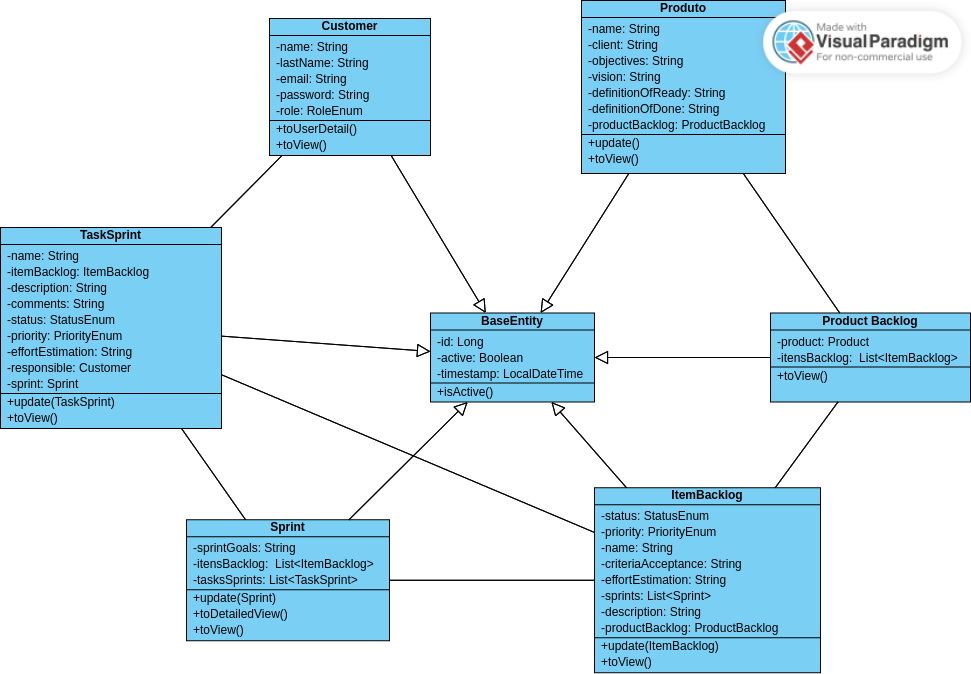 Customer
-name: String
-lastName: String
-email: String
-password: String
-role: RoleEnum
+toUserDetail()
+toView()
Produto
-name: String
-client: String
-objectives: String
-vision: String
-definitionOfReady: String
-definitionOfDone: String
-productBacklog: ProductBacklog
+update()
+toView()
Made with
Visual Paradigm
For non-commercial use
TaskSprint
-name: String
-itemBacklog: ItemBacklog
-description: String
-comments: String
-status: StatusEnum
-priority: PriorityEnum
-effortEstimation: String
-responsible: Customer
-sprint: Sprint
+update(TaskSprint)
+toView()
BaseEntity
-id: Long
-active: Boolean
-timestamp: LocalDateTime
+isActive()
Product Backlog
-product: Product
-itensBacklog:  List<ItemBacklog>
+toView()
Sprint
-sprintGoals: String
-itensBacklog:  List<ItemBacklog>
-tasksSprints: List<TaskSprint>
+update(Sprint)
+toDetailedView()
+toView()
ItemBacklog
-status: StatusEnum
-priority: PriorityEnum
-name: String
-criteriaAcceptance: String
-effortEstimation: String
-sprints: List<Sprint>
-description: String
-productBacklog: ProductBacklog
+update(ItemBacklog)
+toView()